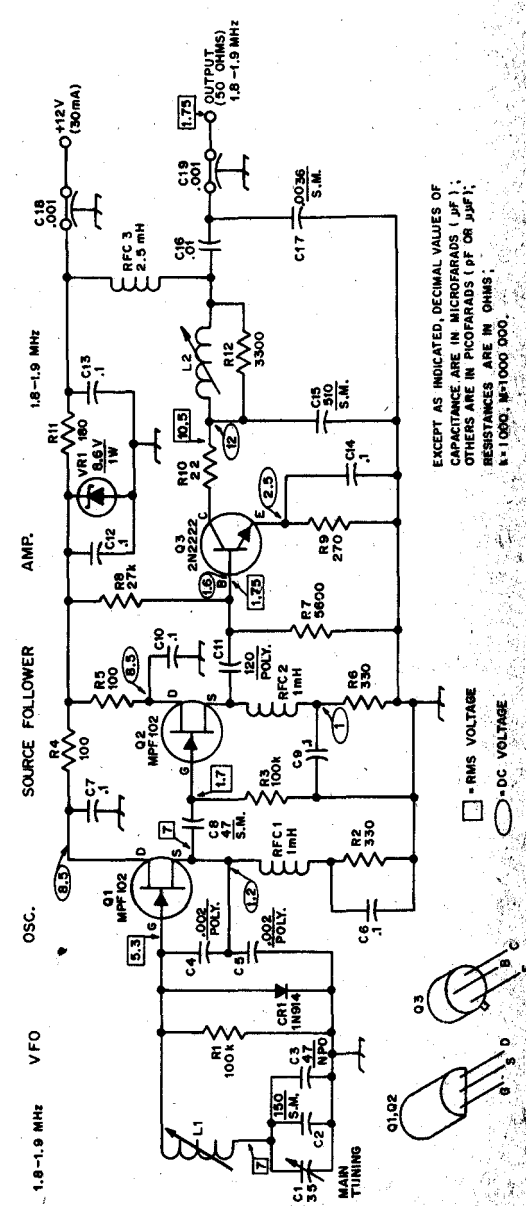 1.8–1.9 MHz
VFO
OSC.
SOURCE FOLLOWER
AMP.
1.8–1.9 MHz
L1
7
C1
35
MAIN
TUNING
150
S.M.
C2
C3
47
NPO
R1
100k
CR1
1N914
5.3
G
Q1
MPF102
D
S
8.5
C4
.002
POLY.
C5
.002
POLY.
1.2
7
C7
.1
C6
.1
RFC1
1mH
R2
330
C8
47
S.M.
1.7
R3
100k
R4
100
R5
100
8.5
C10
.1
Q2
MPF102
G
D
S
C9
.1
RFC2
1mH
1
R6
330
C11
120
POLY.
R8
27k
R7
5600
1.6
B
1.75
Q3
2N2222
C
E
2.5
R9
270
C14
.1
C12
.1
VR1
8.6V
1W
R11
180
C13
.1
R10
2.2
10.5
12
C15
510
S.M.
L2
R12
3300
RFC3
2.5 mH
C16
.01
C17
.0036
S.M.
C18
.001
+12V
(30mA)
C19
.001
1.75
OUTPUT
(50 OHMS)
1.8–1.9 MHz
Q1,Q2
G
S
D
Q3
E
B
C
= RMS VOLTAGE
= DC VOLTAGE
EXCEPT AS INDICATED, DECIMAL VALUES OF
CAPACITANCE ARE IN MICROFARADS (µF);
OTHERS ARE IN PICOFARADS (pF OR µµF);
RESISTANCES ARE IN OHMS;
k=1000, M=1000 000.